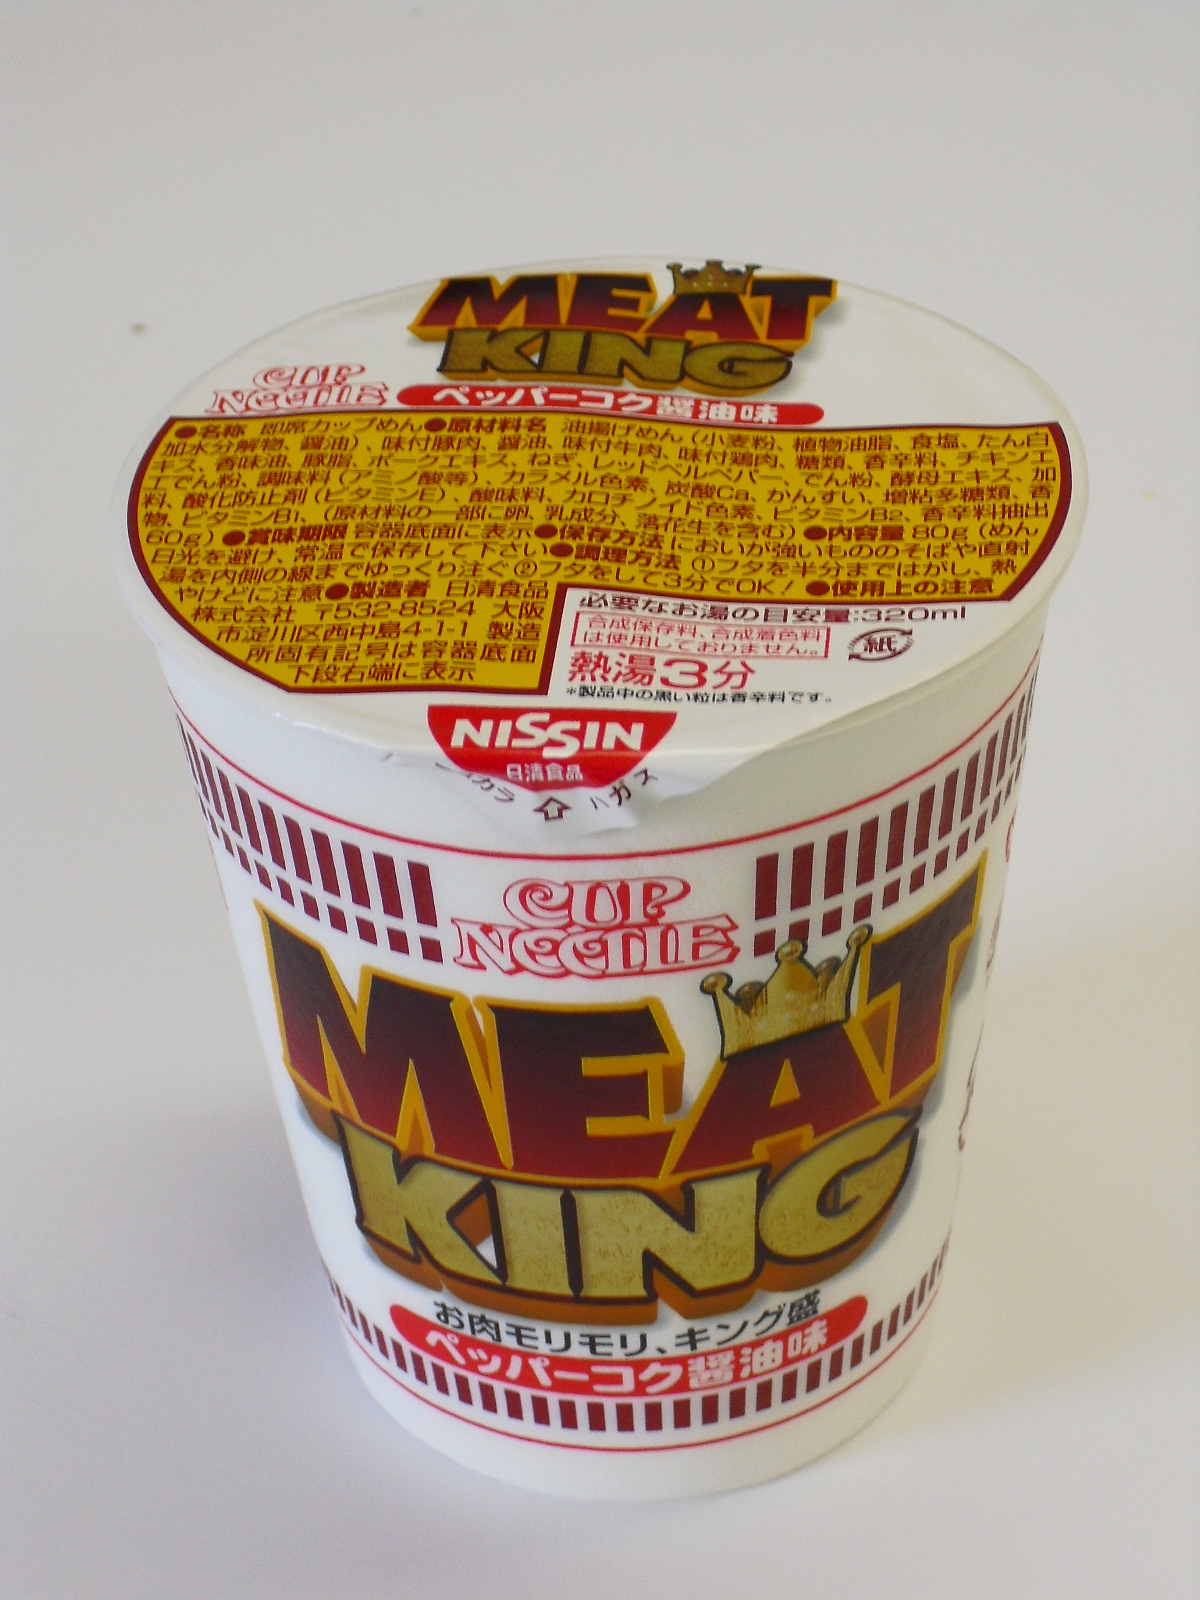 MEAT
KING
CUP
NOODLE
ペッパーコク醤油味
●名称 即席カップめん●原材料名 油揚げめん(小麦粉、植物油脂、食塩、たん白
加水分解物、醤油)、味付豚肉、醤油、味付牛肉、味付鶏肉、糖類、香辛料、チキンエ
キス、香味油、豚脂、ポークエキス、ねぎ、レッドベルペパー、でん粉、酵母エキス、加
工でん粉、調味料(アミノ酸等)、カラメル色素、炭酸Ca、かんすい、増粘多糖類、香
料、酸化防止剤(ビタミンE)、酸味料、カロチノイド色素、ビタミンB2、香辛料抽出
物、ビタミンB1、(原材料の一部に卵、乳成分、落花生を含む) ●内容量 80g(めん
60g) ●賞味期限 容器底面に表示●保存方法 においが強いもののそばや直射
日光を避け、常温で保存して下さい●調理方法 ①フタを半分まではがし、熱
湯を内側の線までゆっくり注ぐ②フタをして3分でOK! ●使用上の注意
やけどに注意●製造者 日清食品
株式会社 〒532-8524 大阪
市淀川区西中島4-1-1 製造
所固有記号は容器底面
下段右端に表示
必要なお湯の目安量:320ml
合成保存料、合成着色料
は使用しておりません。
紙
熱湯3分
*製品中の黒い粒は香辛料です。
NISSIN
日清食品
カラ ハガス
CUP
NOODLE
MEAT
KING
お肉モリモリ、キング盛
ペッパーコク醤油味